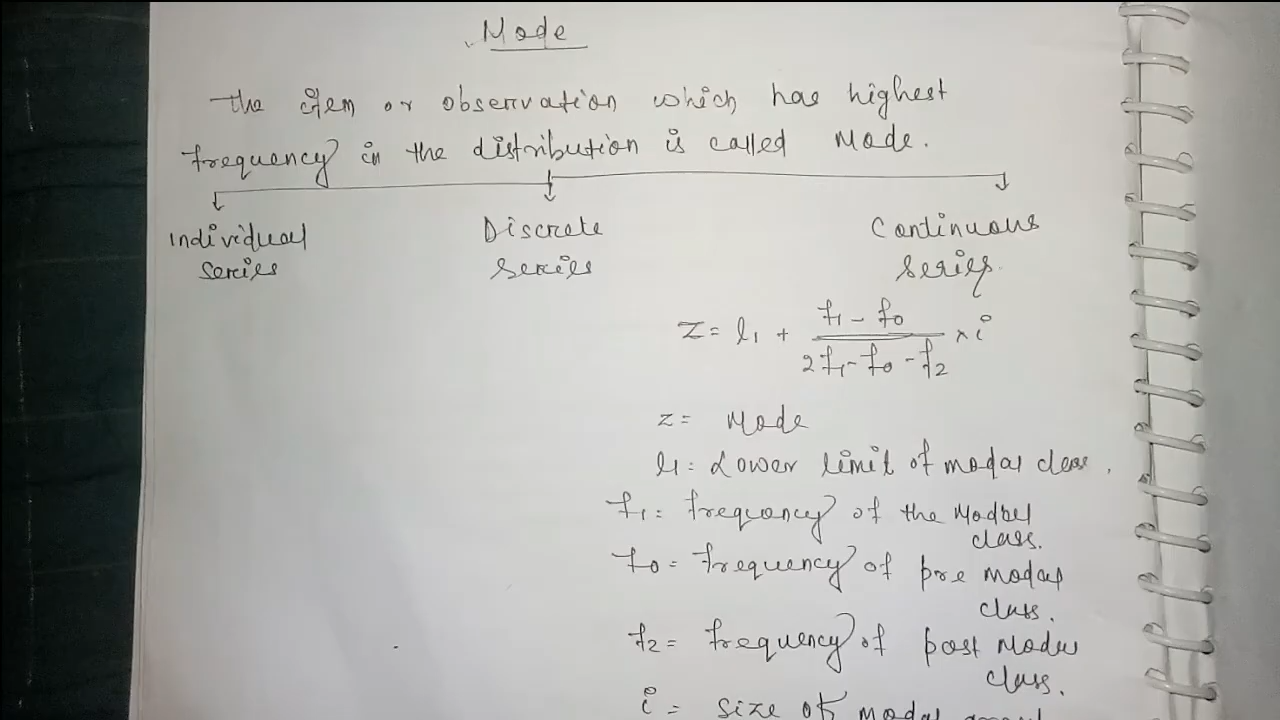 Mode
The item or observation which has highest
frequency in the distribution is called Mode.
Individual series
Discrete series
Continuous series.
Z = l₁ + (f₁ - f₀) / (2f₁ - f₀ - f₂) × i
Z = Mode
l₁ = Lower limit of modal class.
f₁ = frequency of the Modal
class.
f₀ = frequency of pre modal
class.
f₂ = frequency of post Modal
class.
i = size of modal